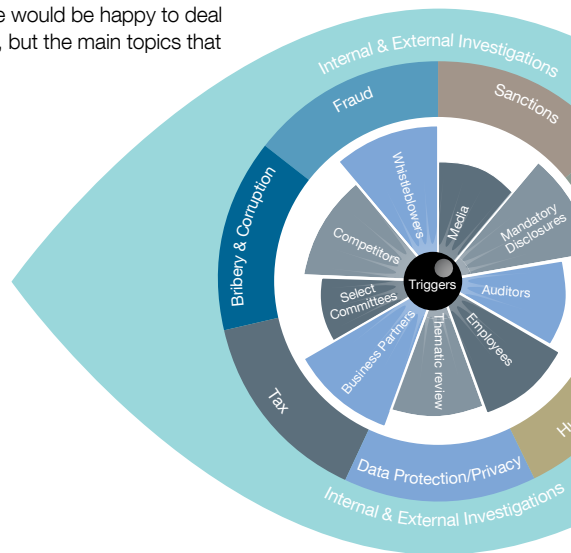 e would be happy to deal
, but the main topics that
Internal & External Investigations
Fraud
Sanctions
Bribery & Corruption
Whistleblowers
Media
Mandatory
Disclosures
Competitors
Triggers
Auditors
Select
Committees
Employees
Business Partners
Thematic review
Tax
Data Protection/Privacy
Hu
Internal & External Investigations